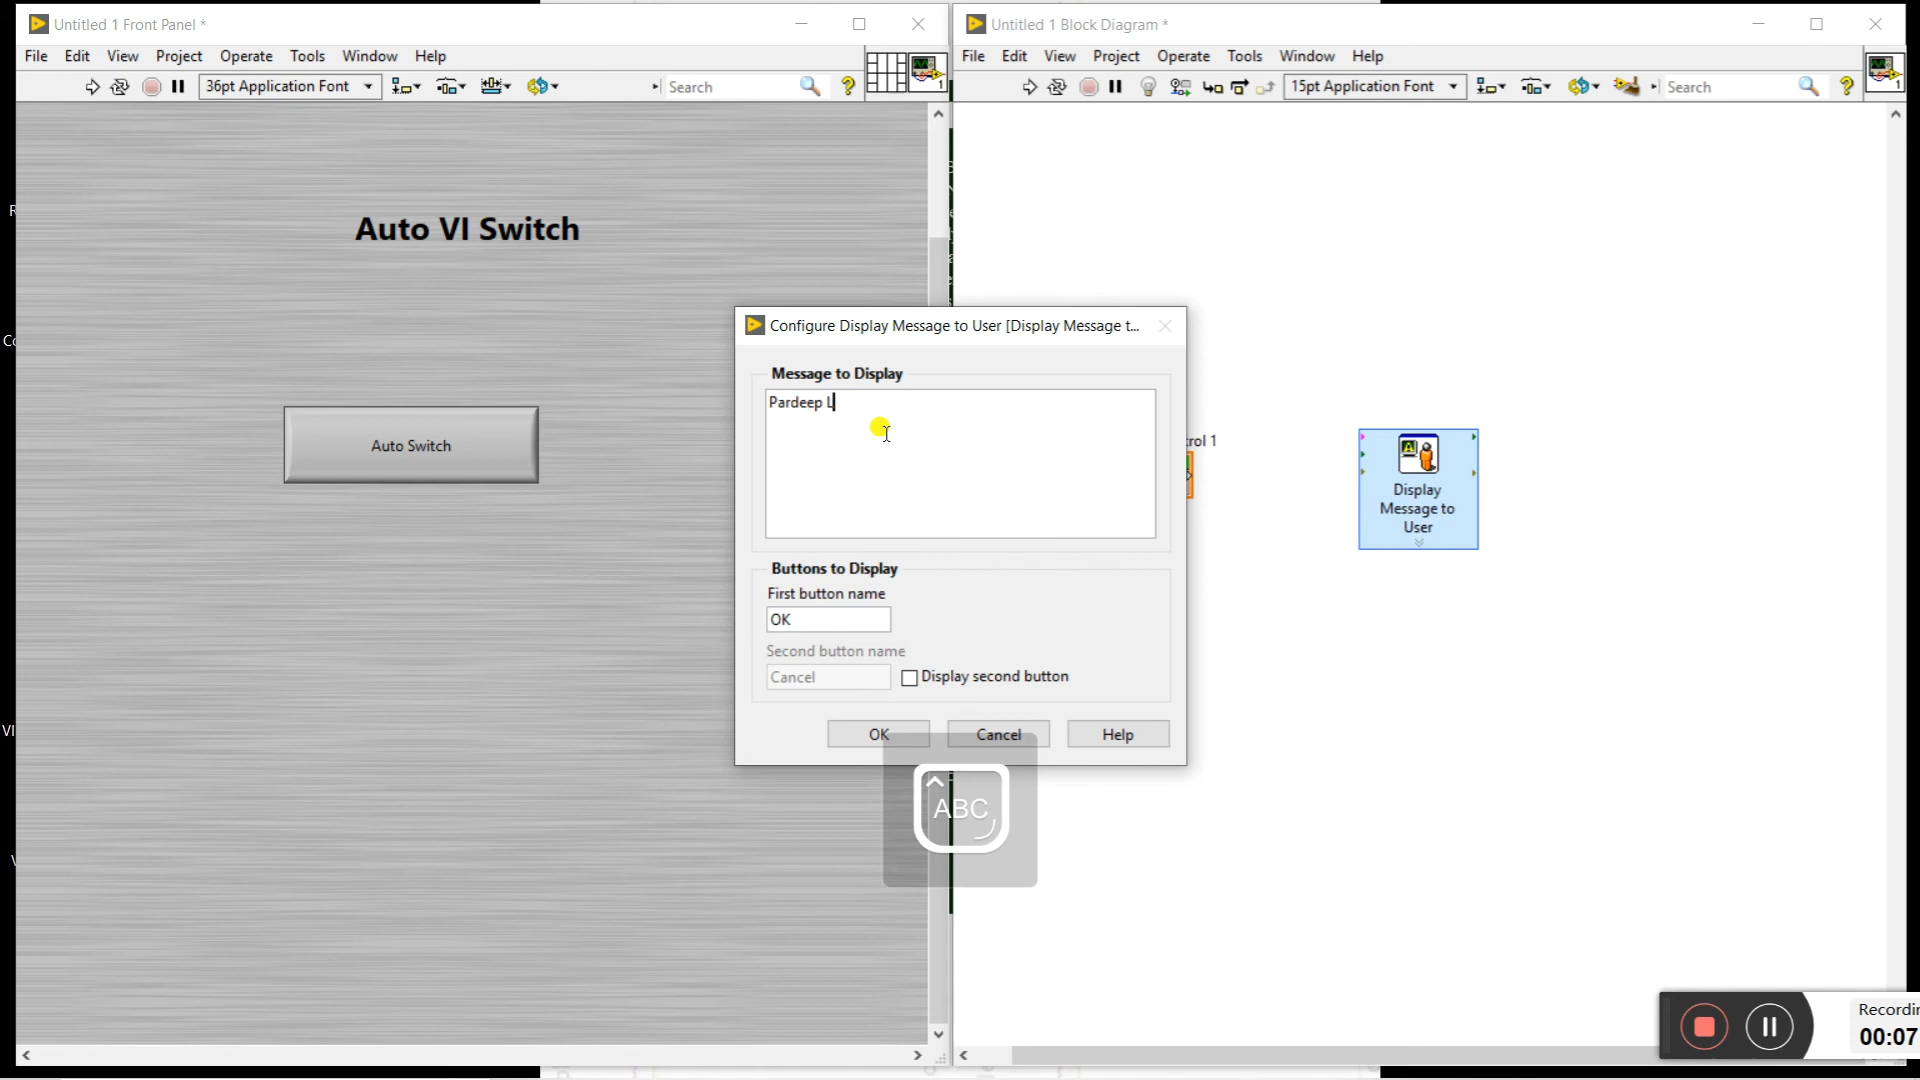 Untitled 1 Front Panel *
File Edit View Project Operate Tools Window Help
36pt Application Font
Search
1
Auto VI Switch
Auto Switch
Untitled 1 Block Diagram *
File Edit View Project Operate Tools Window Help
15pt Application Font
Search
1
rol 1
Display
Message to
User
Configure Display Message to User [Display Message t...
Message to Display
Pardeep L
Buttons to Display
First button name
OK
Second button name
Cancel
Display second button
OK Cancel Help
ABC
Recordin
00:07